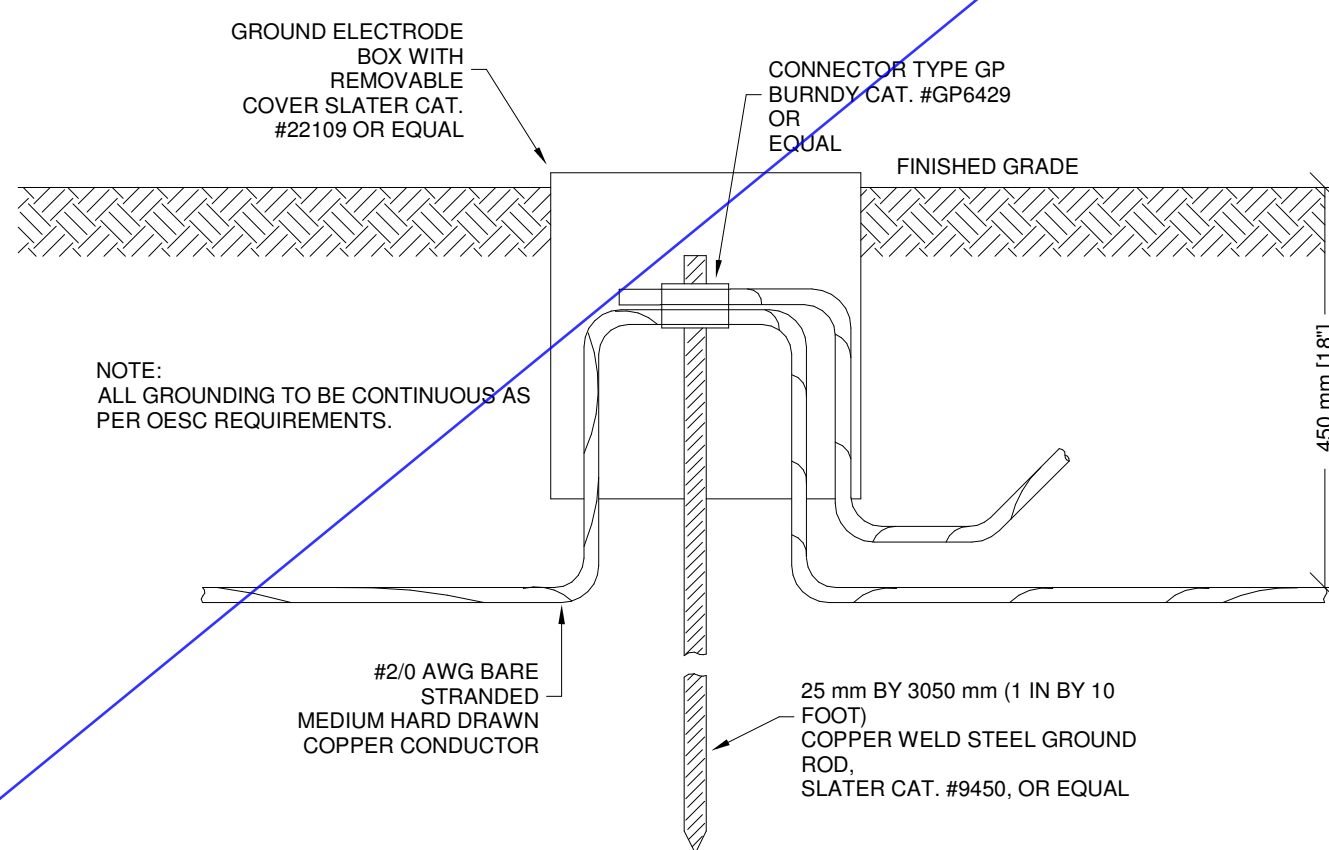 GROUND ELECTRODE
BOX WITH
REMOVABLE
COVER SLATER CAT.
#22109 OR EQUAL
CONNECTOR TYPE GP
BURNDY CAT. #GP6429
OR
EQUAL
FINISHED GRADE
NOTE:
ALL GROUNDING TO BE CONTINUOUS AS
PER OESC REQUIREMENTS.
450 mm [18"]
#2/0 AWG BARE
STRANDED
MEDIUM HARD DRAWN
COPPER CONDUCTOR
25 mm BY 3050 mm (1 IN BY 10
FOOT)
COPPER WELD STEEL GROUND
ROD,
SLATER CAT. #9450, OR EQUAL